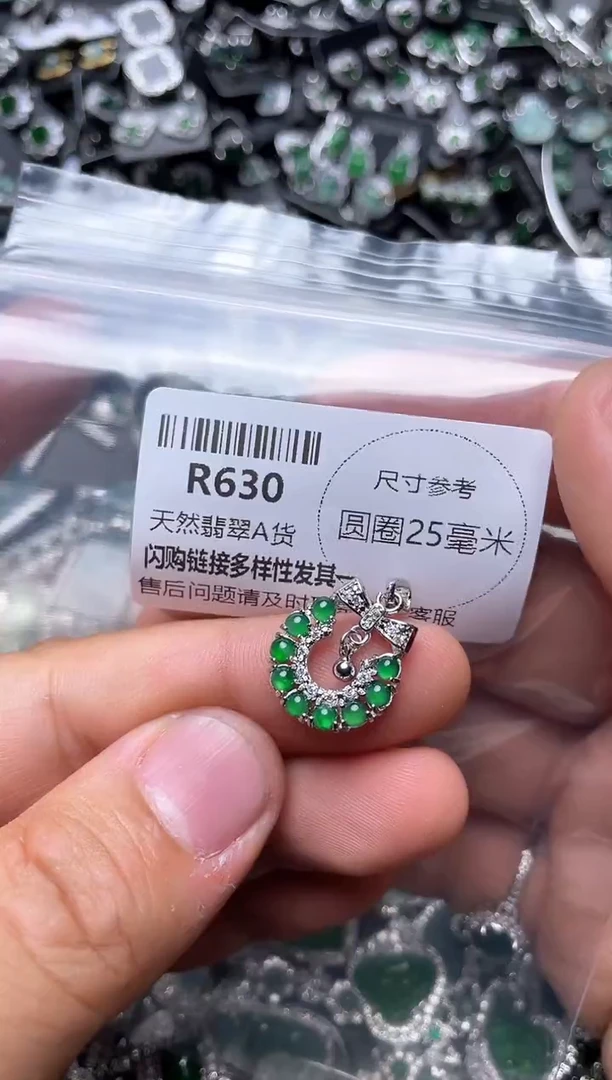 R630
天然翡翠A货
闪购链接多样性发其一
售后问题请及时
客服
尺寸参考
圆圈25毫米